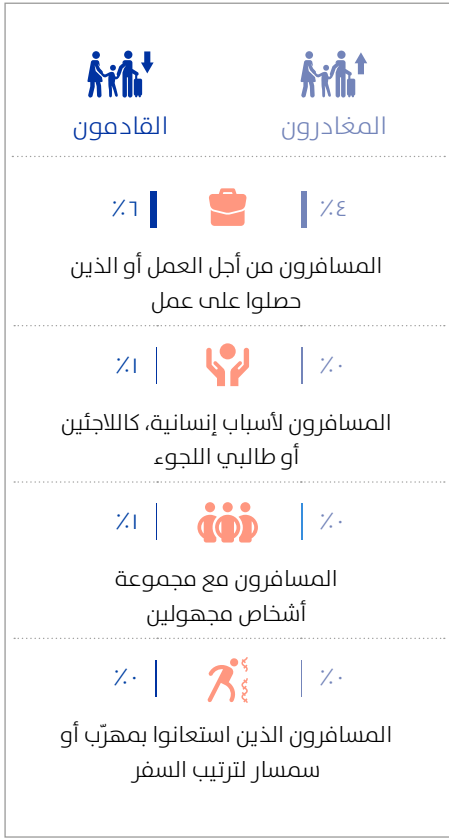 المغادرون القادمون
٤٪ ٦٪
المسافرون من أجل العمل أو الذين
حصلوا على عمل
٠٪ ١٪
المسافرون لأسباب إنسانية، كاللاجئين
أو طالبي اللجوء
٠٪ ١٪
المسافرون مع مجموعة
أشخاص مجهولين
٠٪ ٠٪
المسافرون الذين استعانوا بمهرّب أو
سمسار لترتيب السفر